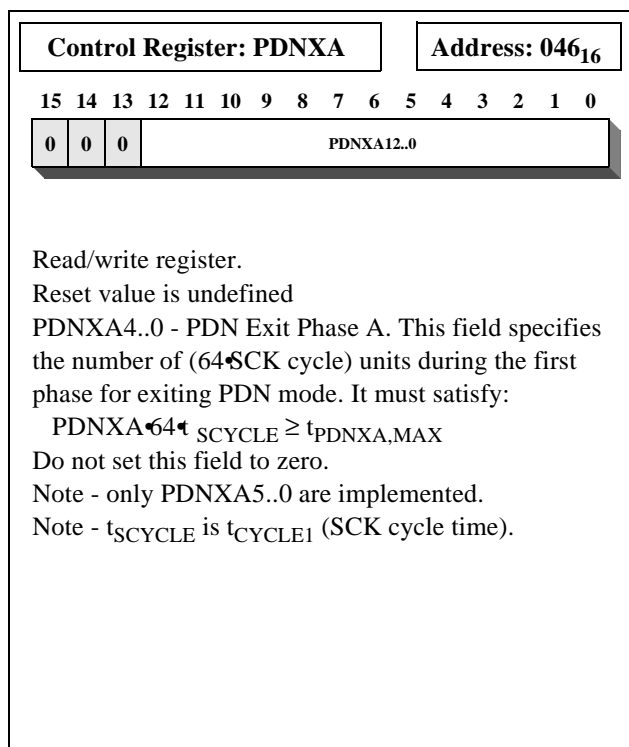 Control Register: PDNXA
Address: 046₁₆
15 14 13 12 11 10 9 8 7 6 5 4 3 2 1 0
0 0 0 PDNXA12..0
Read/write register.
Reset value is undefined
PDNXA4..0 - PDN Exit Phase A. This field specifies
the number of (64•SCK cycle) units during the first
phase for exiting PDN mode. It must satisfy:
PDNXA•64•t SCYCLE ≥ tPDNXA,MAX
Do not set this field to zero.
Note - only PDNXA5..0 are implemented.
Note - tSCYCLE is tCYCLE1 (SCK cycle time).